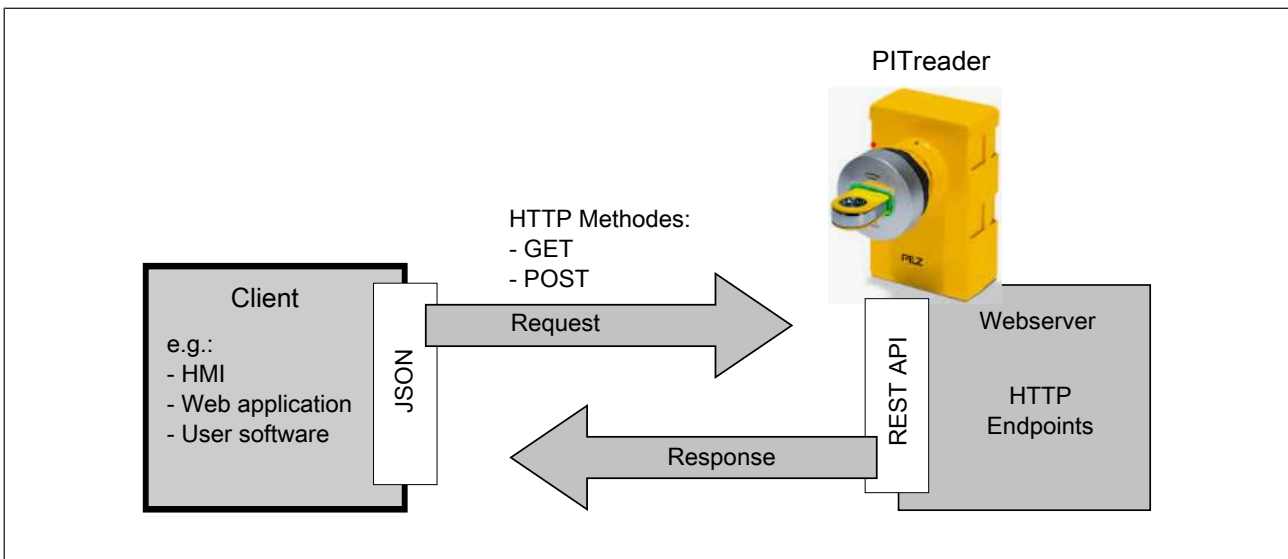 PITreader
PILZ
HTTP Methodes:
- GET
- POST
Client
e.g.:
- HMI
- Web application
- User software
JSON
Request
Response
REST API
Webserver
HTTP
Endpoints